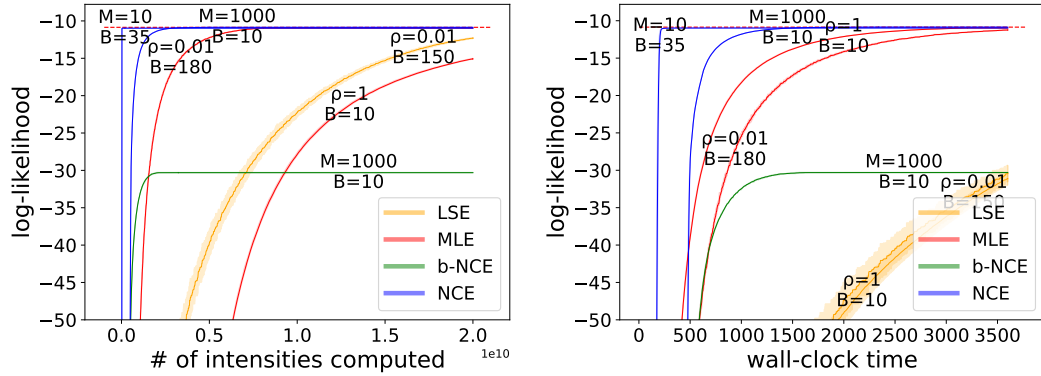 −10
−15
−20
−25
−30
−35
−40
−45
−50
log-likelihood
M=10
B=35
M=1000
B=10
ρ=0.01
B=180
ρ=0.01
B=150
ρ=1
B=10
M=1000
B=10
LSE
MLE
b-NCE
NCE
0.0
0.5
1.0
1.5
2.0
1e10
# of intensities computed
−10
−15
−20
−25
−30
−35
−40
−45
−50
log-likelihood
M=10
B=35
M=1000
B=10
ρ=1
B=10
ρ=0.01
B=180
M=1000
B=10
ρ=0.01
B=150
ρ=1
B=10
LSE
MLE
b-NCE
NCE
0
500
1000
1500
2000
2500
3000
3500
wall-clock time